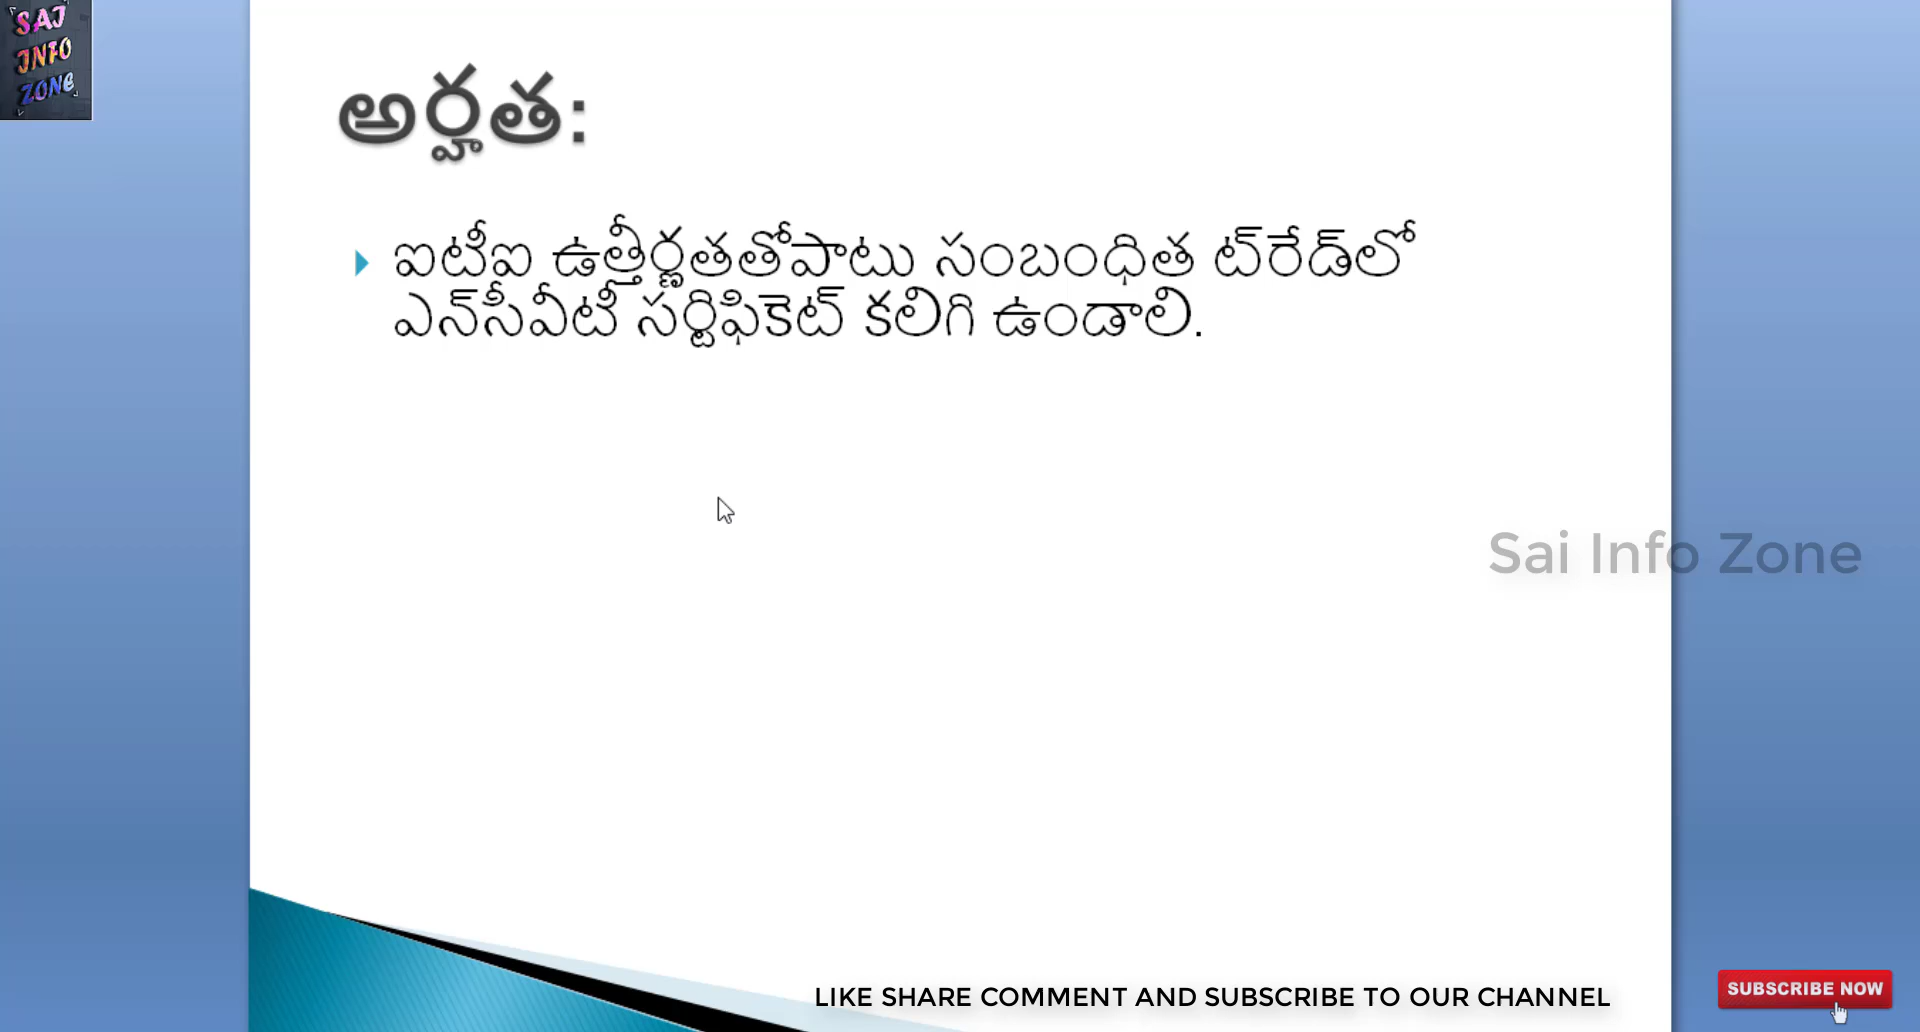 SAI
INFO
ZONE
అర్హత:
ఐటీఐ ఉత్తీర్ణతతోపాటు సంబంధిత ట్‌రేడ్‌లో
ఎన్‌సీవీటీ సర్టిఫికెట్ కలిగి ఉండాలి.
Sai Info Zone
LIKE SHARE COMMENT AND SUBSCRIBE TO OUR CHANNEL
SUBSCRIBE NOW